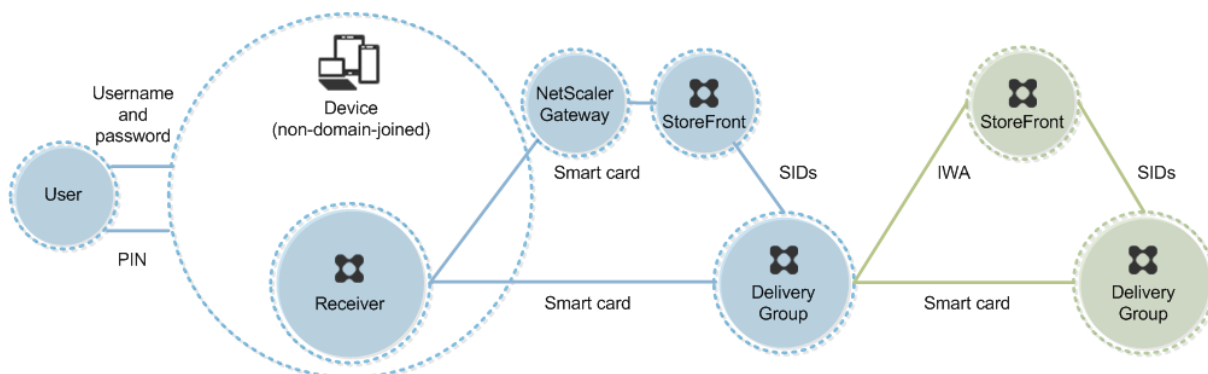 Username
and
password
User
PIN
Device
(non-domain-joined)
Receiver
NetScaler
Gateway
StoreFront
Smart card
SIDs
Smart card
Delivery
Group
StoreFront
IWA
SIDs
Smart card
Delivery
Group